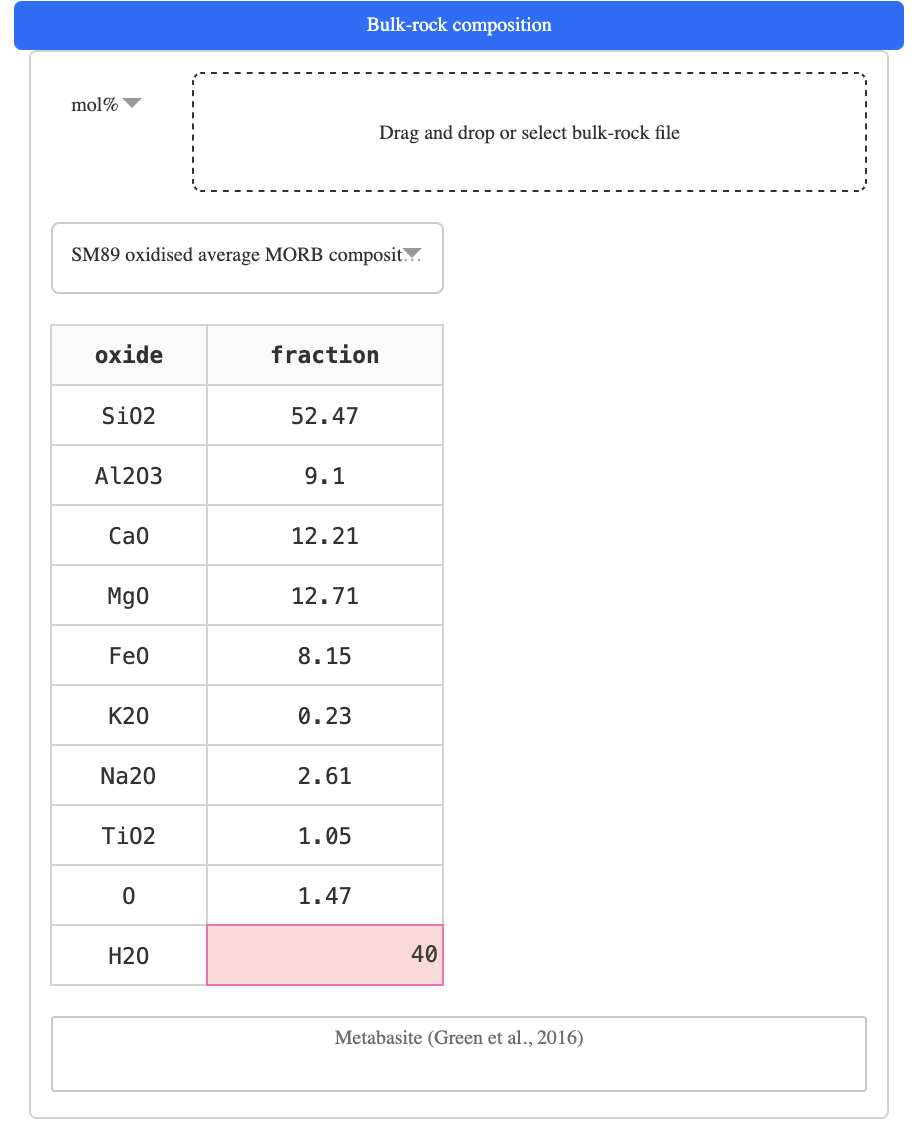 Bulk-rock composition
mol%
Drag and drop or select bulk-rock file
SM89 oxidised average MORB composit...
oxide fraction
SiO2 52.47
Al2O3 9.1
CaO 12.21
MgO 12.71
FeO 8.15
K2O 0.23
Na2O 2.61
TiO2 1.05
O 1.47
H2O 40
Metabasite (Green et al., 2016)